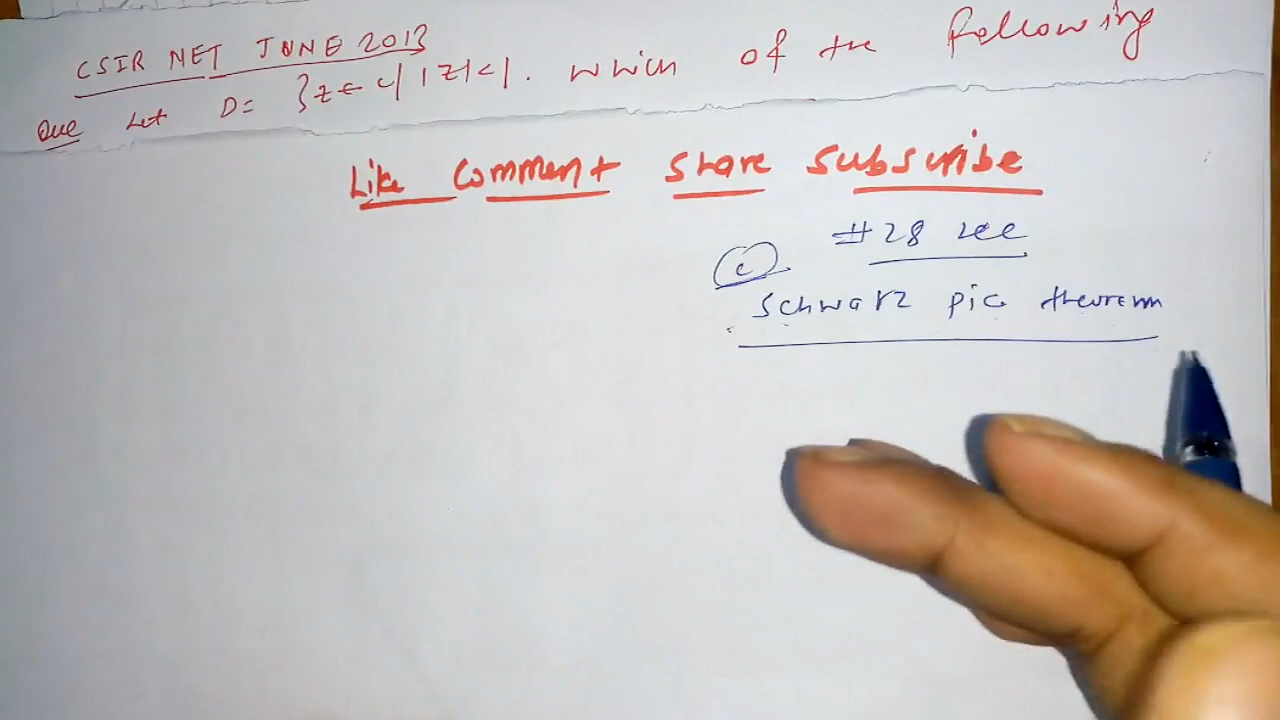 CSIR NET JUNE 2013
Que Let D= }z∈ C/ |z|<1. which of the following
Like comment share subscribe
#28 Lec
(c)
Schwarz pic theorem